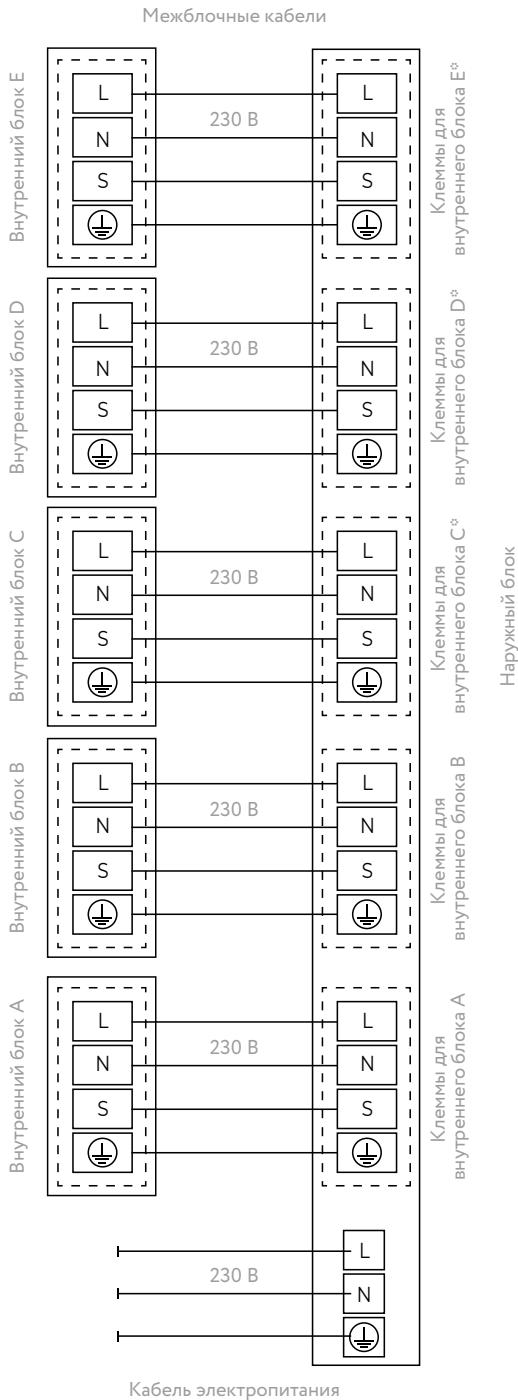 Межблочные кабели
Внутренний блок E
L
N
S
230 В
L
N
S
Клеммы для
внутреннего блока E*
Внутренний блок D
L
N
S
230 В
L
N
S
Клеммы для
внутреннего блока D*
Внутренний блок C
L
N
S
230 В
L
N
S
Клеммы для
внутреннего блока C*
Наружный блок
Внутренний блок B
L
N
S
230 В
L
N
S
Клеммы для
внутреннего блока B
Внутренний блок A
L
N
S
230 В
L
N
S
Клеммы для
внутреннего блока A
230 В
L
N
Кабель электропитания